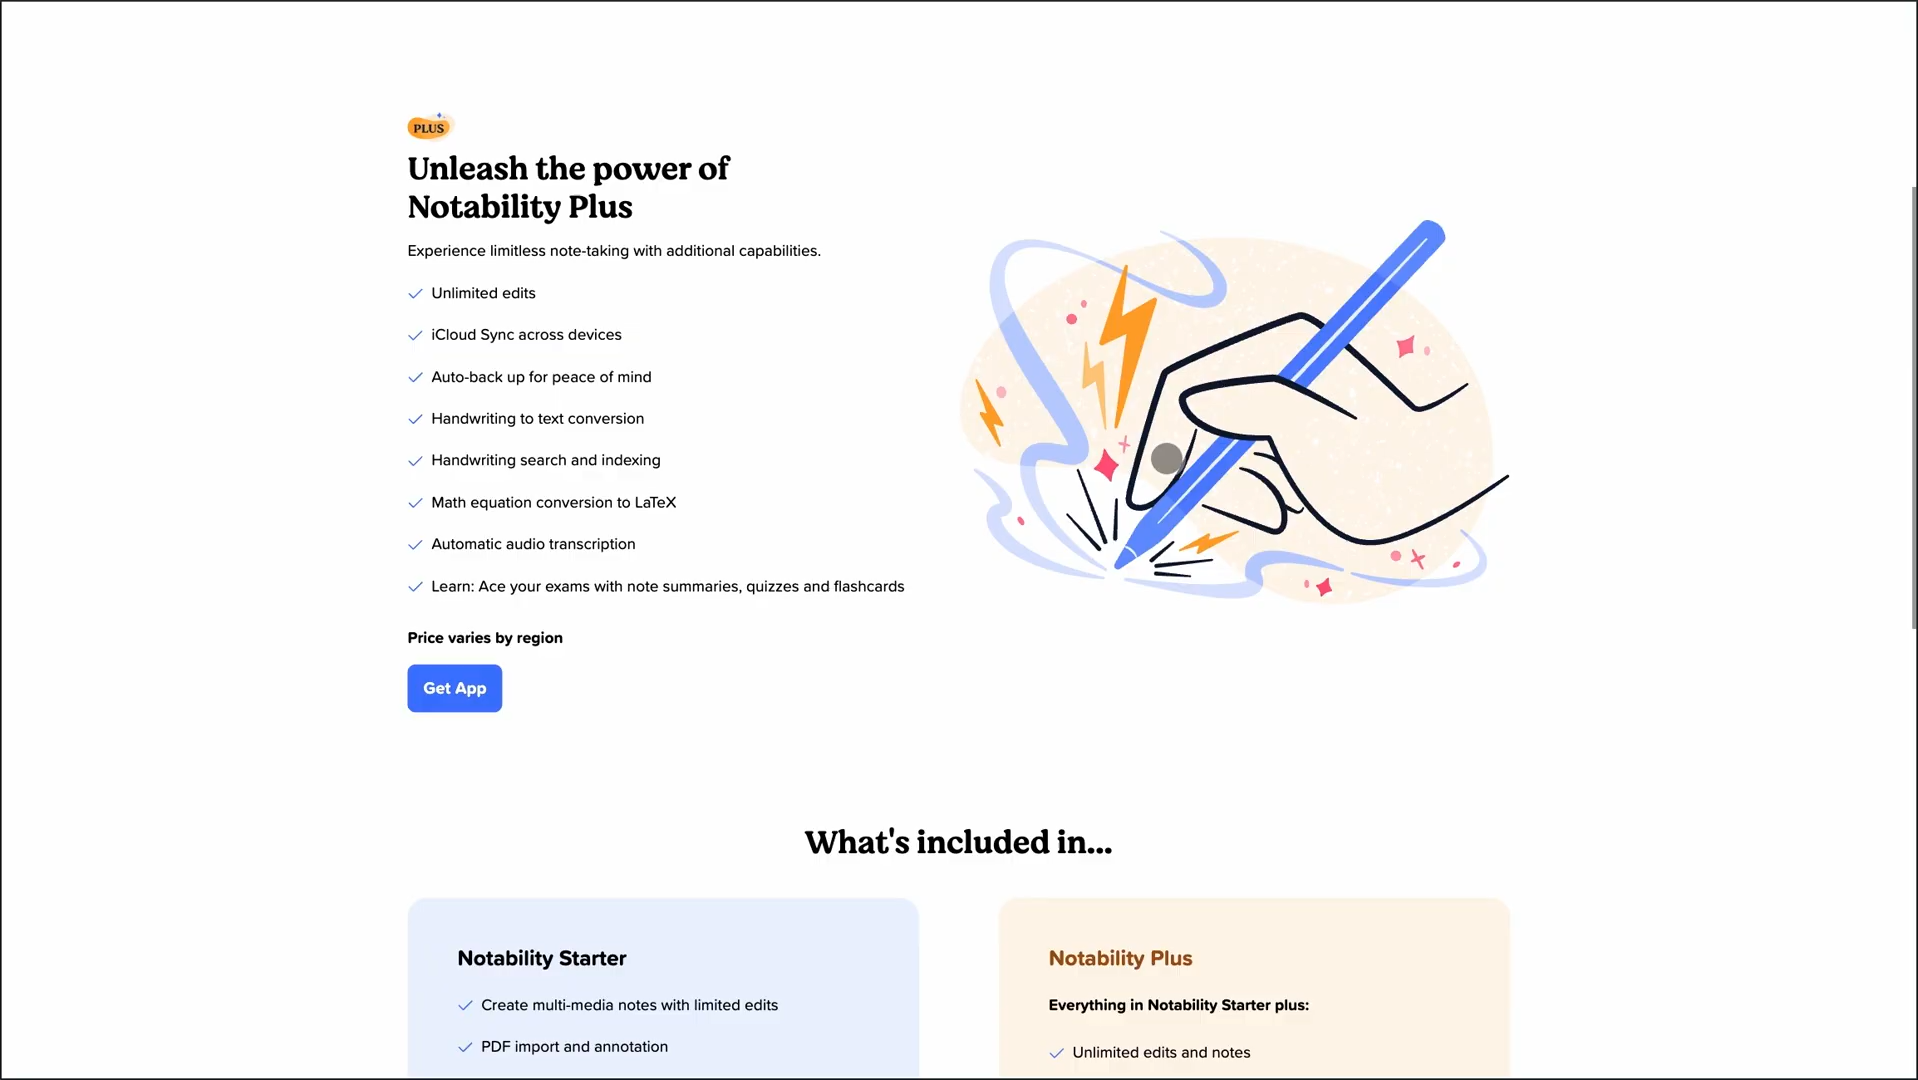 PLUS
Unleash the power of
Notability Plus
Experience limitless note-taking with additional capabilities.
Unlimited edits
iCloud Sync across devices
Auto-back up for peace of mind
Handwriting to text conversion
Handwriting search and indexing
Math equation conversion to LaTeX
Automatic audio transcription
Learn: Ace your exams with note summaries, quizzes and flashcards
Price varies by region
Get App
What's included in...
Notability Starter
Create multi-media notes with limited edits
PDF import and annotation
Notability Plus
Everything in Notability Starter plus:
Unlimited edits and notes